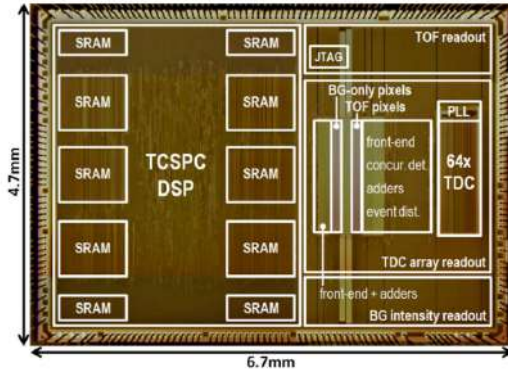 SRAM
SRAM
TOF readout
JTAG
BG-only pixels
TOF pixels
SRAM
SRAM
PLL
front-end
concur. det.
adders
event dist.
64x
TDC
SRAM
TCSPC
DSP
SRAM
SRAM
SRAM
TDC array readout
front-end + adders
SRAM
SRAM
BG intensity readout
4.7mm
6.7mm